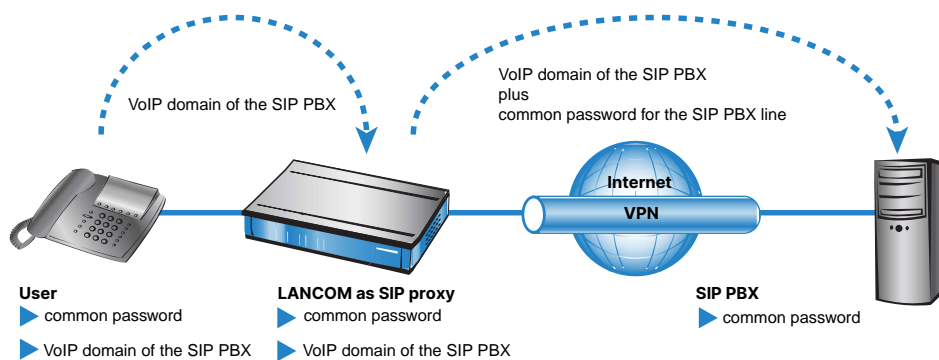 VoIP domain of the SIP PBX
VoIP domain of the SIP PBX
plus
common password for the SIP PBX line
Internet
VPN
User
common password
VoIP domain of the SIP PBX
LANCOM as SIP proxy
common password
VoIP domain of the SIP PBX
SIP PBX
common password